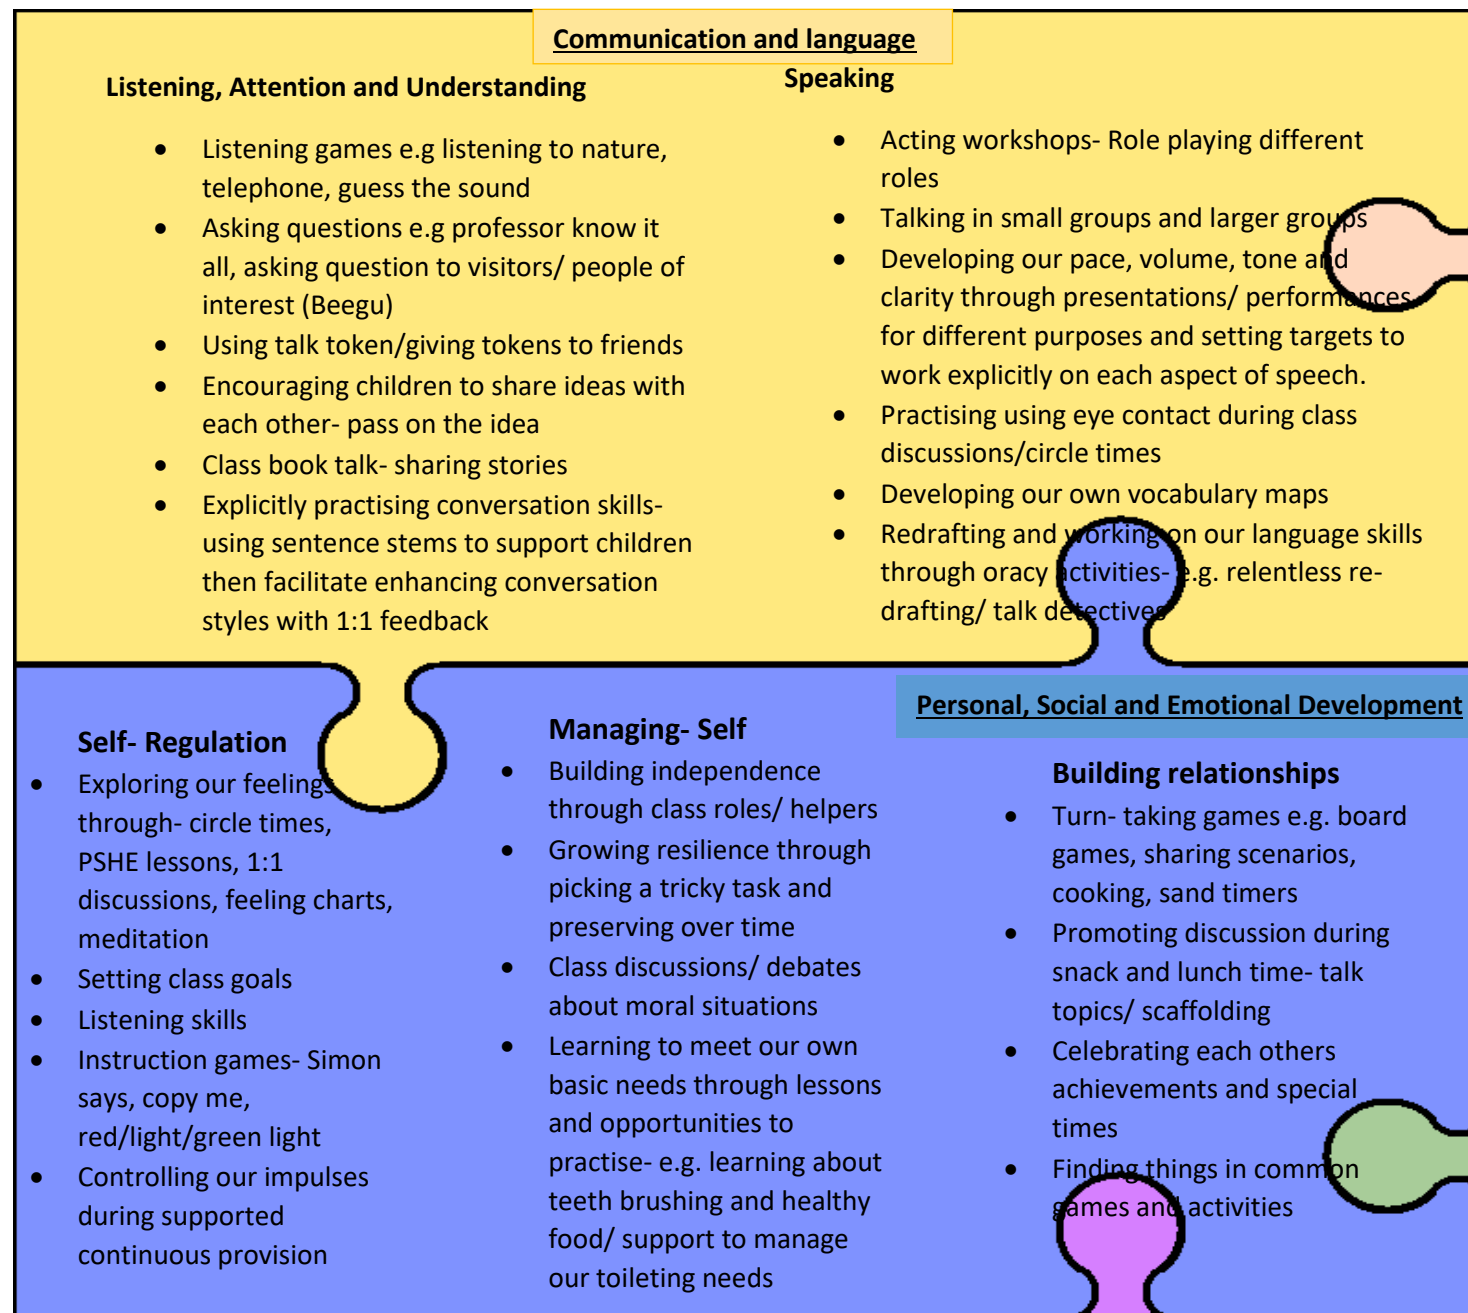 Communication and language
Listening, Attention and Understanding
• Listening games e.g listening to nature,
telephone, guess the sound
• Asking questions e.g professor know it
all, asking question to visitors/ people of
interest (Beegu)
• Using talk token/giving tokens to friends
• Encouraging children to share ideas with
each other- pass on the idea
• Class book talk- sharing stories
• Explicitly practising conversation skills-
using sentence stems to support children
then facilitate enhancing conversation
styles with 1:1 feedback
Speaking
• Acting workshops- Role playing different
roles
• Talking in small groups and larger groups
• Developing our pace, volume, tone and
clarity through presentations/ performances
for different purposes and setting targets to
work explicitly on each aspect of speech.
• Practising using eye contact during class
discussions/circle times
• Developing our own vocabulary maps
• Redrafting and working on our language skills
through oracy activities- e.g. relentless re-
drafting/ talk detectives
Personal, Social and Emotional Development
Self- Regulation
• Exploring our feelings
through- circle times,
PSHE lessons, 1:1
discussions, feeling charts,
meditation
• Setting class goals
• Listening skills
• Instruction games- Simon
says, copy me,
red/light/green light
• Controlling our impulses
during supported
continuous provision
Managing- Self
• Building independence
through class roles/ helpers
• Growing resilience through
picking a tricky task and
preserving over time
• Class discussions/ debates
about moral situations
• Learning to meet our own
basic needs through lessons
and opportunities to
practise- e.g. learning about
teeth brushing and healthy
food/ support to manage
our toileting needs
Building relationships
• Turn- taking games e.g. board
games, sharing scenarios,
cooking, sand timers
• Promoting discussion during
snack and lunch time- talk
topics/ scaffolding
• Celebrating each others
achievements and special
times
• Finding things in common
games and activities